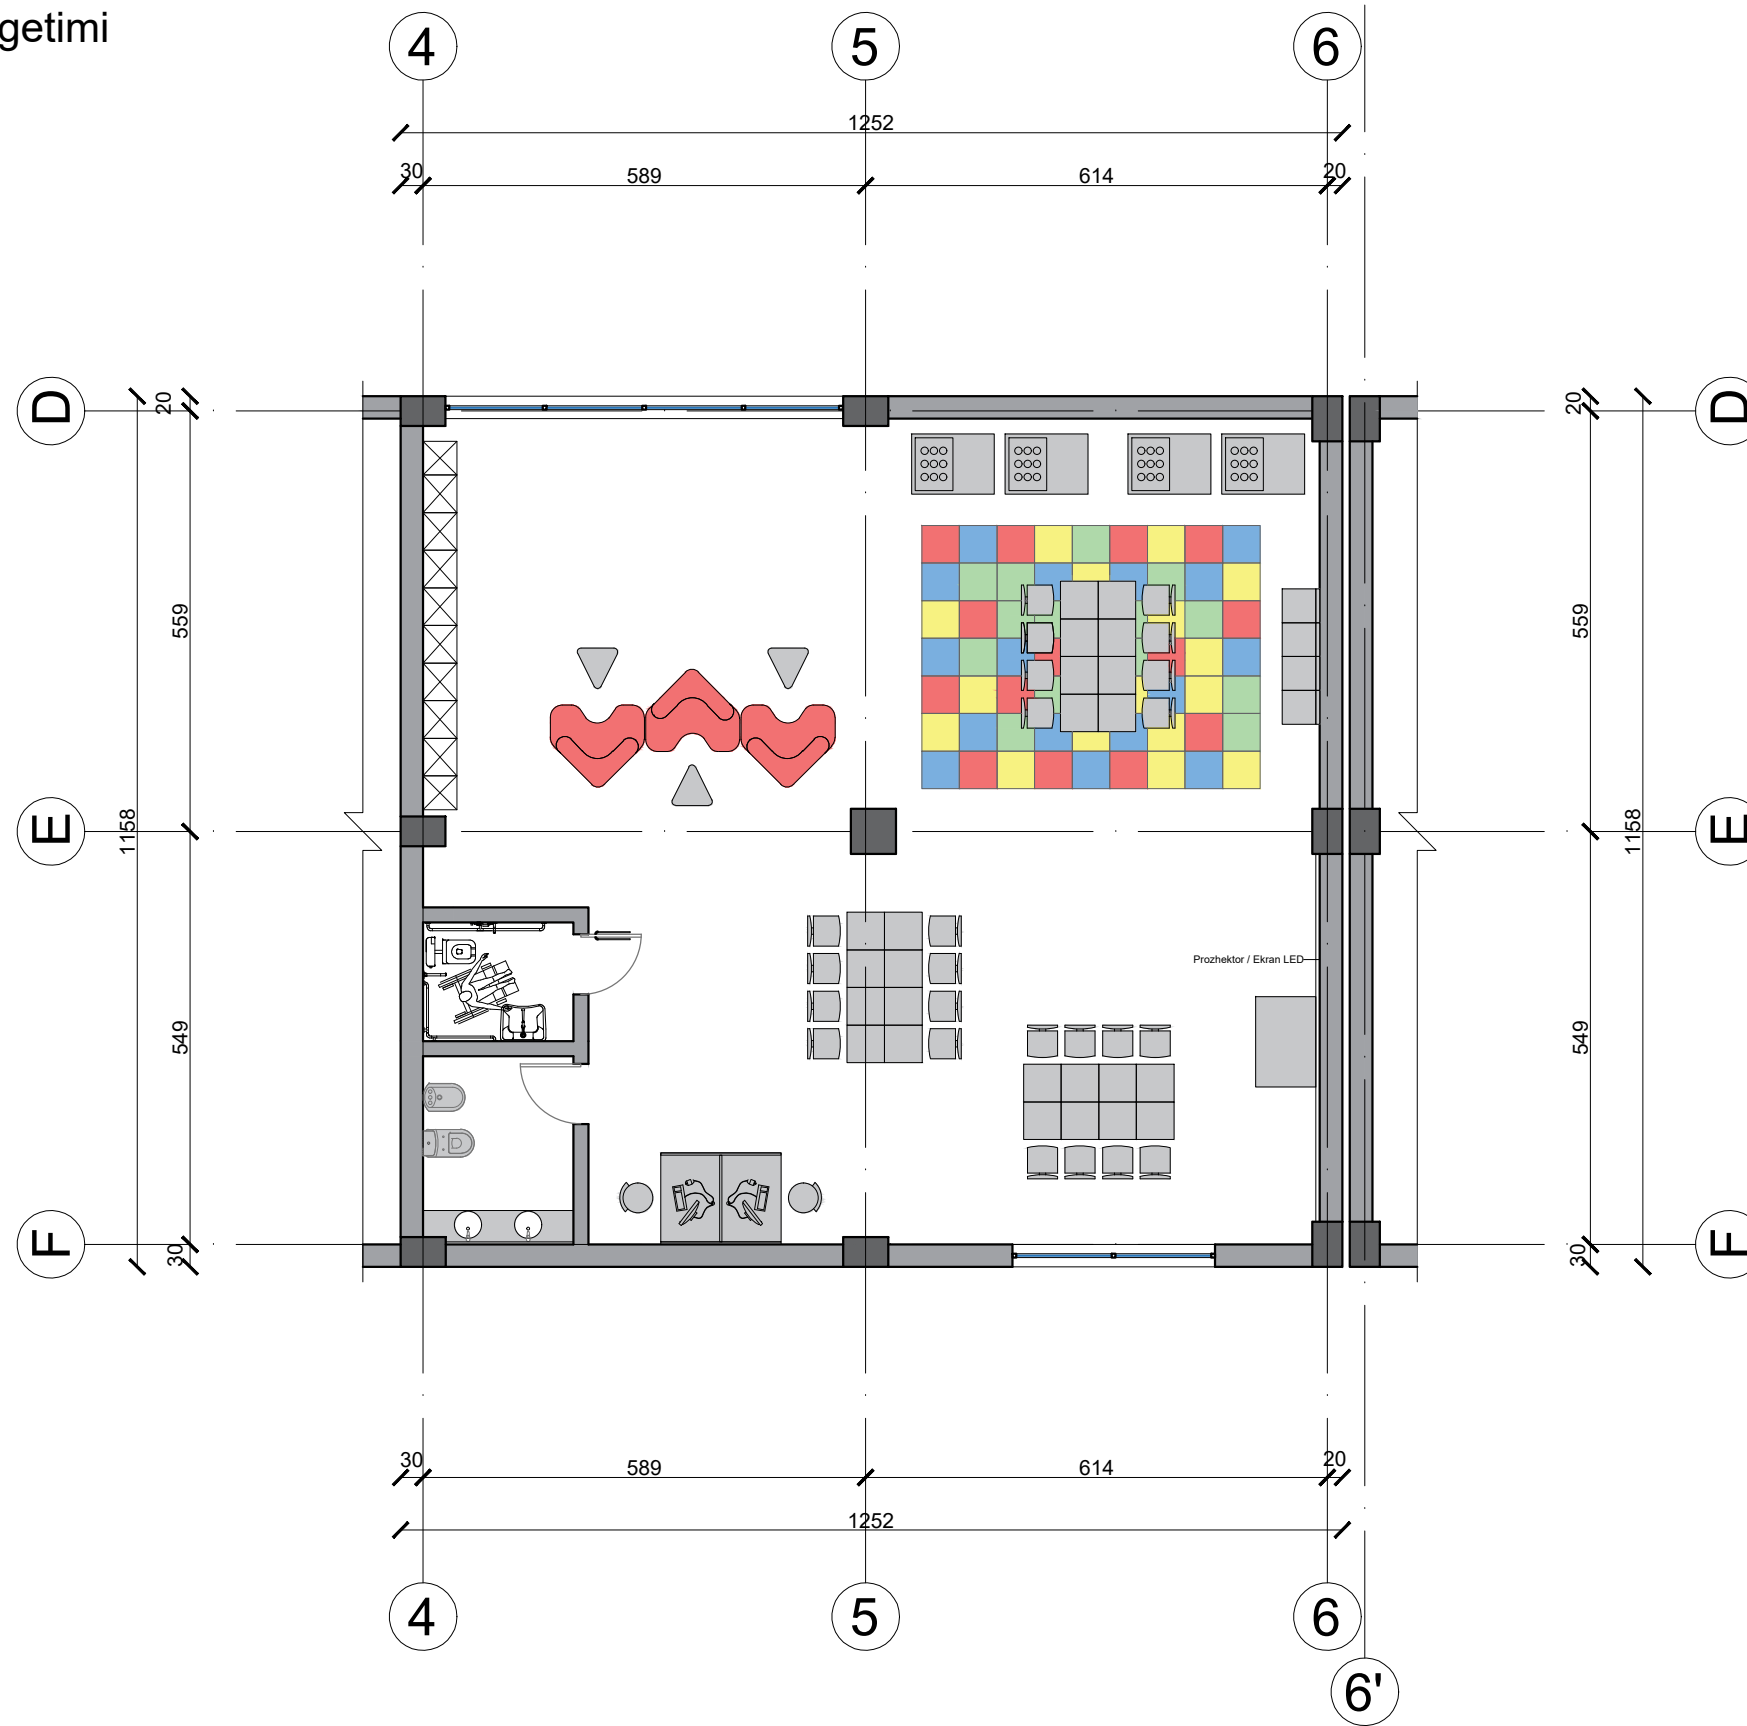 getimi
4 5 6
1252
30 589 614 20
D 20 20 D
559 559
E 1158 1158 E
Prozhektor / Ekran LED
549 549
F 30 30 F
30 589 614 20
1252
4 5 6
6'